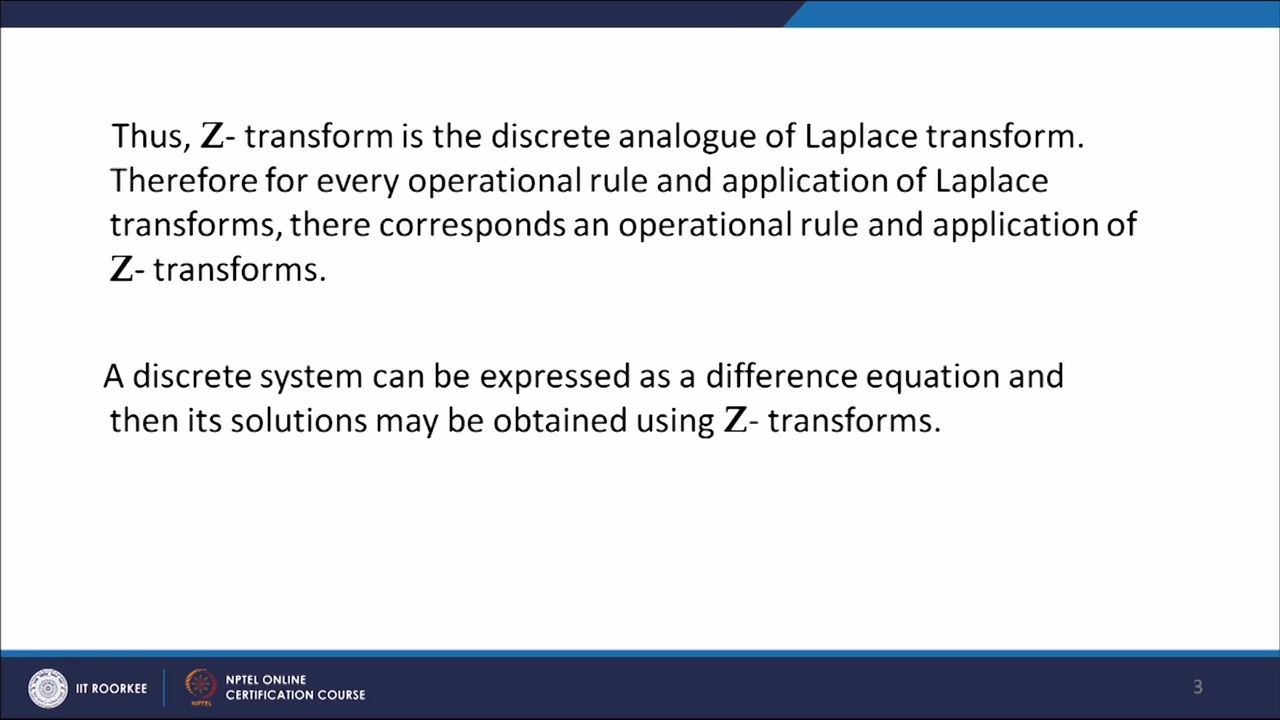 Thus, Z- transform is the discrete analogue of Laplace transform.
Therefore for every operational rule and application of Laplace
transforms, there corresponds an operational rule and application of
Z- transforms.
A discrete system can be expressed as a difference equation and
then its solutions may be obtained using Z- transforms.
IIT ROORKEE
NPTEL
NPTEL ONLINE
CERTIFICATION COURSE
3